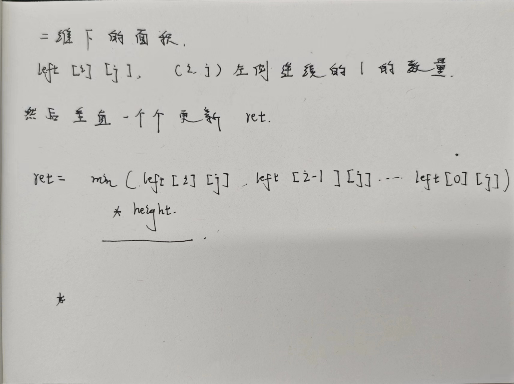 二维下的面积.
left [i] [j], (i, j) 左侧连续的 1 的数量.
然后垂直一个个更新 ret.
ret = min ( left [i] [j] , left [i-1] [j] ···· left [0] [j] )
* height.
*